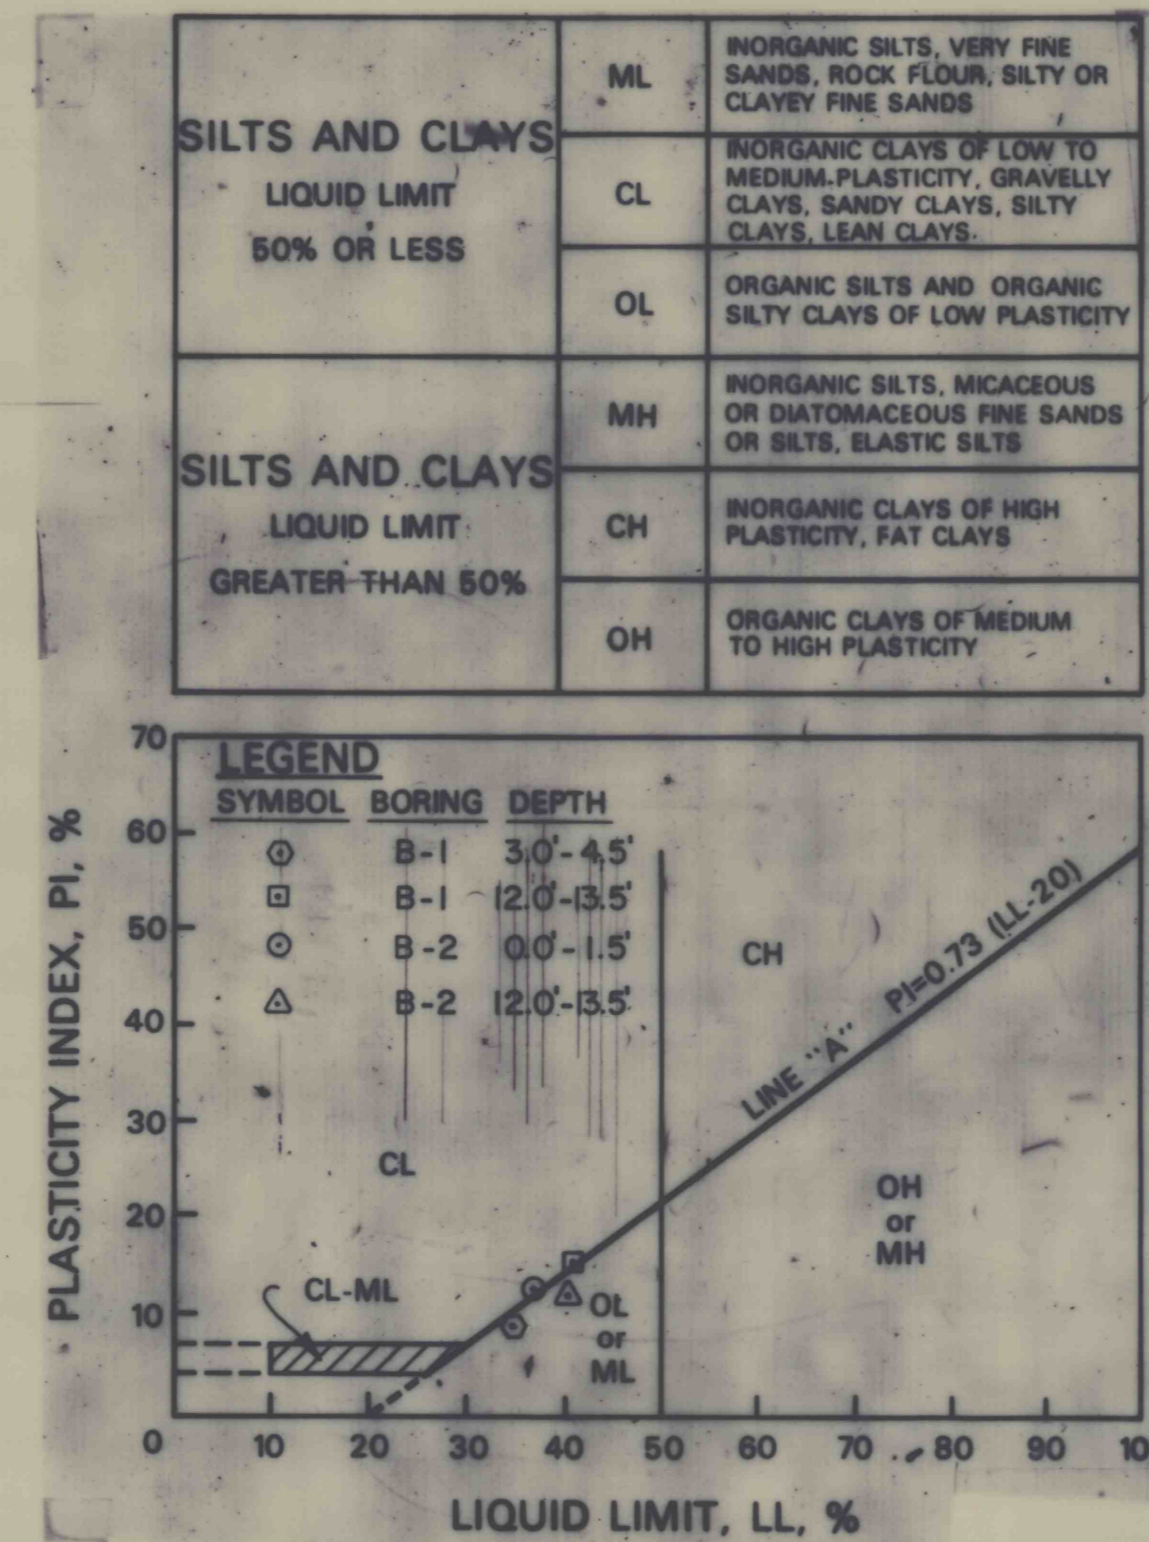 SILTS AND CLAYS
LIQUID LIMIT
50% OR LESS
ML
INORGANIC SILTS, VERY FINE
SANDS, ROCK FLOUR, SILTY OR
CLAYEY FINE SANDS
CL
INORGANIC CLAYS OF LOW TO
MEDIUM PLASTICITY, GRAVELLY
CLAYS, SANDY CLAYS, SILTY
CLAYS, LEAN CLAYS.
OL
ORGANIC SILTS AND ORGANIC
SILTY CLAYS OF LOW PLASTICITY
SILTS AND CLAYS
LIQUID LIMIT
GREATER THAN 50%
MH
INORGANIC SILTS, MICACEOUS
OR DIATOMACEOUS FINE SANDS
OR SILTS, ELASTIC SILTS
CH
INORGANIC CLAYS OF HIGH
PLASTICITY, FAT CLAYS
OH
ORGANIC CLAYS OF MEDIUM
TO HIGH PLASTICITY
PLASTICITY INDEX, PI, %
70
60
50
40
30
20
10
LEGEND
SYMBOL BORING DEPTH
B-1 3.0'-4.5'
B-1 12.0'-13.5'
B-2 0.0'-1.5'
B-2 12.0'-13.5'
CH
LINE "A" PI=0.73 (LL-20)
CL
OH
or
MH
CL-ML
OL
or
ML
0 10 20 30 40 50 60 70 80 90 10
LIQUID LIMIT, LL, %